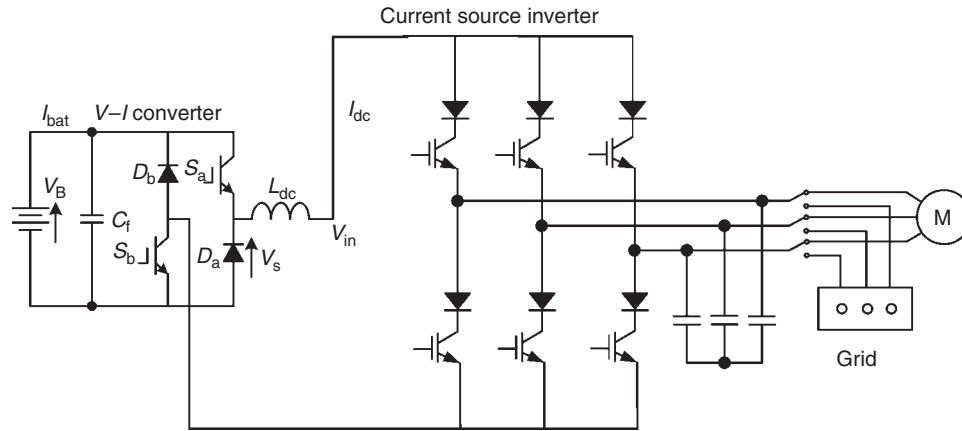 Current source inverter
I_bat
V–I converter
I_dc
D_b
S_a
L_dc
V_B
C_f
V_in
S_b
D_a
V_s
M
Grid